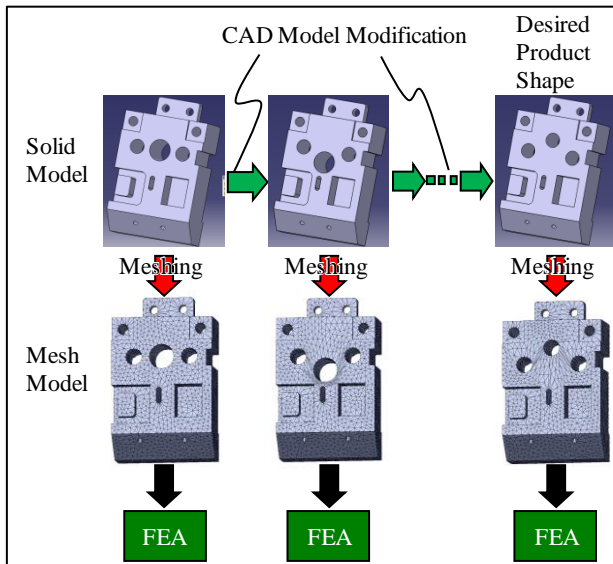 CAD Model Modification
Desired
Product
Shape
Solid
Model
Meshing
Meshing
Meshing
Mesh
Model
FEA
FEA
FEA